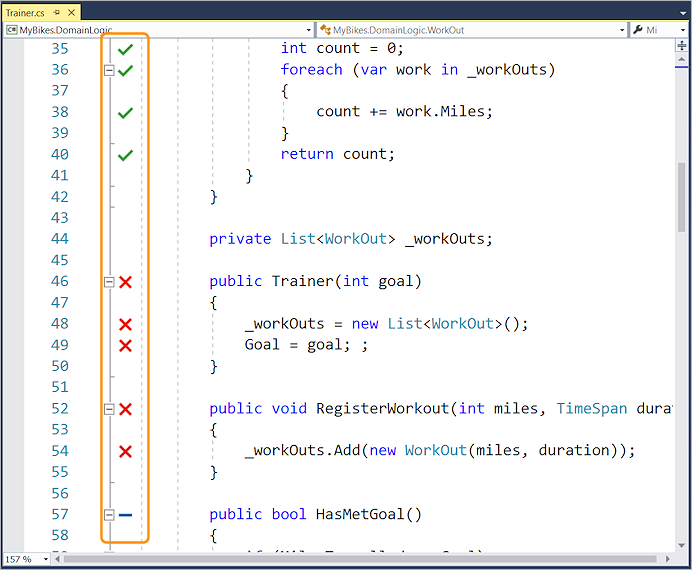 Trainer.cs
MyBikes.DomainLogic
MyBikes.DomainLogic.WorkOut
Mi
35 int count = 0;
36 foreach (var work in _workOuts)
37 {
38 count += work.Miles;
39 }
40 return count;
41 }
42 }
43
44 private List<WorkOut> _workOuts;
45
46 public Trainer(int goal)
47 {
48 _workOuts = new List<WorkOut>();
49 Goal = goal; ;
50 }
51
52 public void RegisterWorkout(int miles, TimeSpan dura
53 {
54 _workOuts.Add(new WorkOut(miles, duration));
55 }
56
57 public bool HasMetGoal()
58 {
157 %